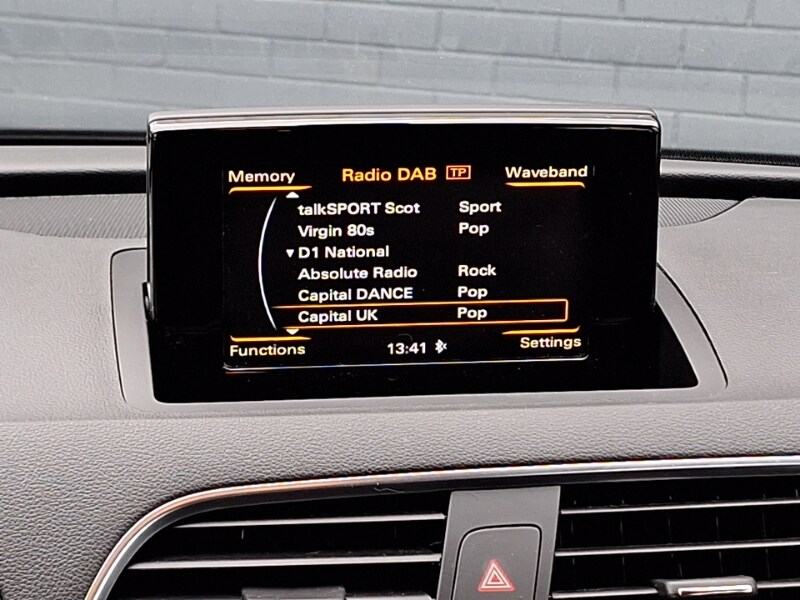 Memory Radio DAB TP Waveband
talkSPORT Scot Sport
Virgin 80s Pop
▼ D1 National
Absolute Radio Rock
Capital DANCE Pop
Capital UK Pop
Functions 13:41 Settings